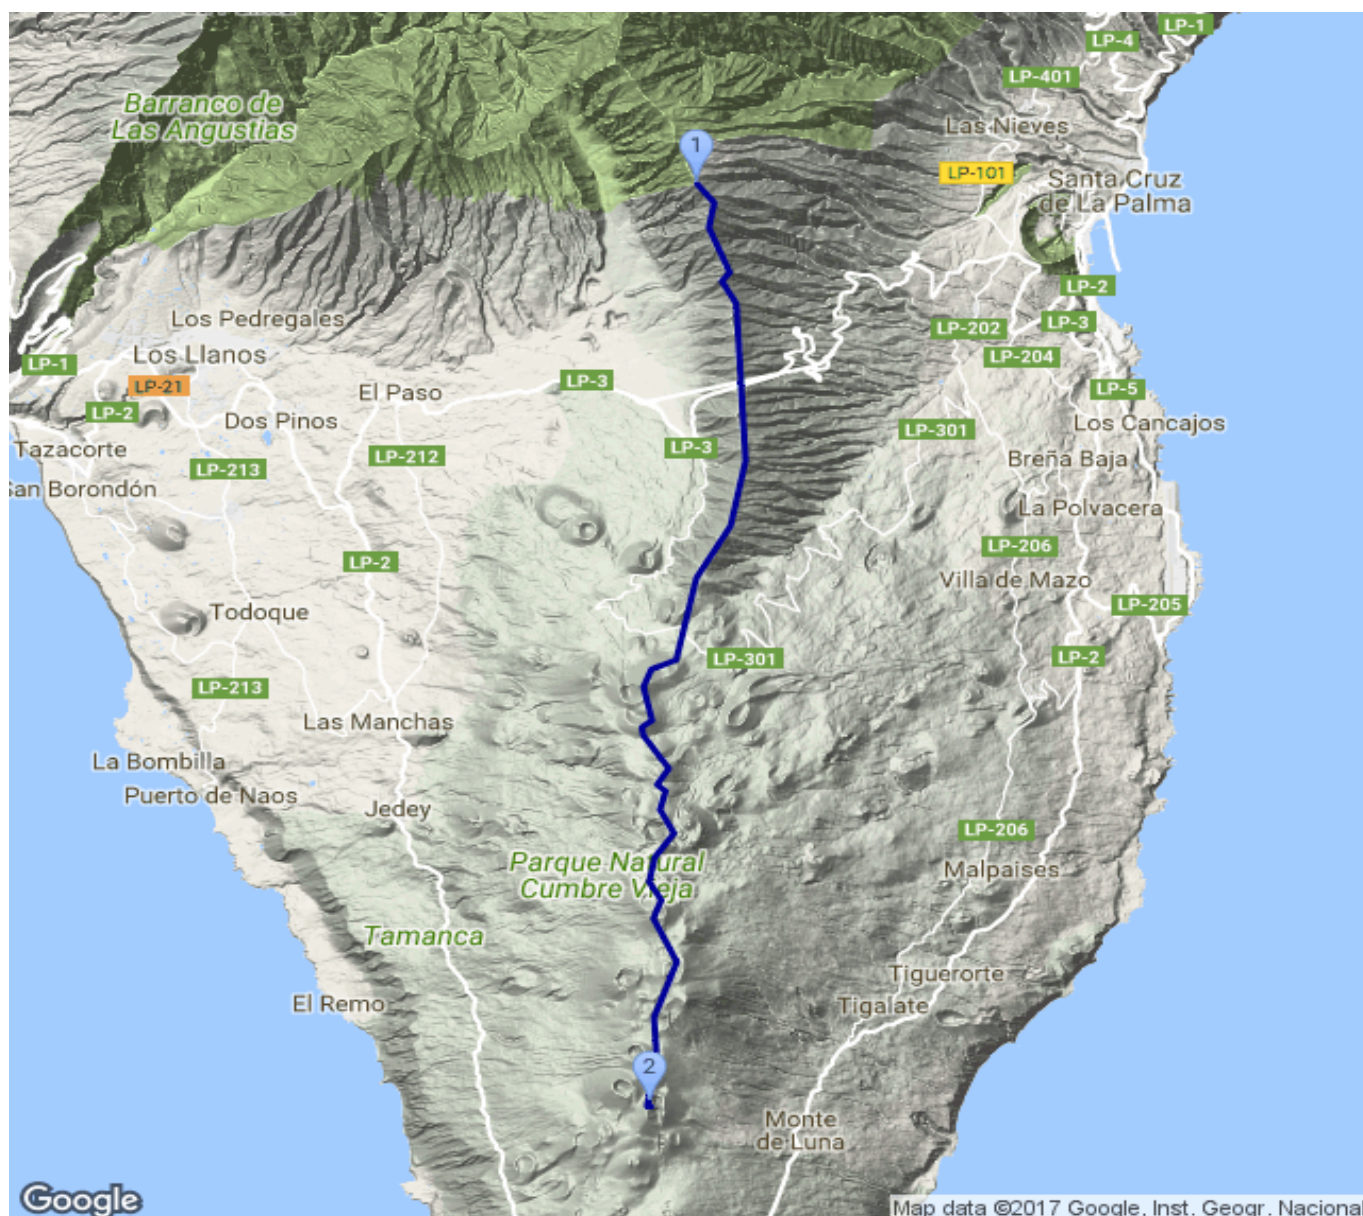 LP-1
LP-4
LP-401
Barranco de
Las Angustias
Las Nieves
1
LP-101
Santa Cruz
de La Palma
LP-2
Los Pedregales
LP-3
LP-202
Los Llanos
LP-204
LP-1
LP-21
LP-3
El Paso
LP-5
LP-2
Dos Pinos
Los Cancajos
LP-301
Tazacorte
LP-3
LP-212
LP-213
Breña Baja
San Borondón
La Polvacera
LP-206
LP-2
Villa de Mazo
Todoque
LP-205
LP-301
LP-2
LP-213
Las Manchas
La Bombilla
Puerto de Naos
Jedey
LP-206
Parque Natural
Cumbre Vieja
Malpaises
Tamanca
Tiguerorte
El Remo
Tigalate
2
Monte
de Luna
Google
Map data ©2017 Google, Inst. Geogr. Nacional